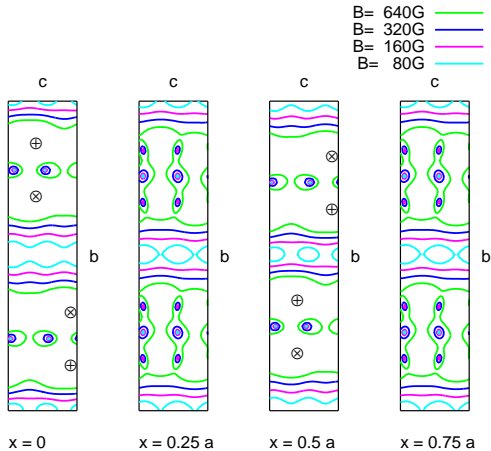 B= 640G
B= 320G
B= 160G
B= 80G
c c
b b
x = 0 x = 0.25 a x = 0.5 a x = 0.75 a